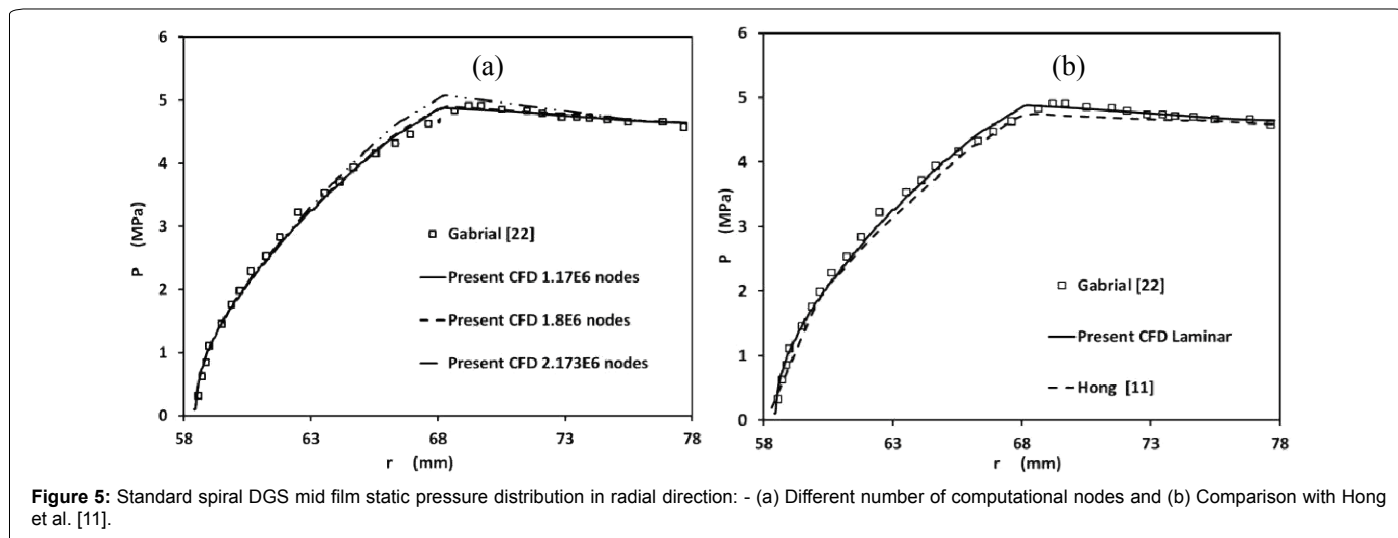 (a)
6
5
4
3
2
1
0
P (MPa)
Gabrial [22]
Present CFD 1.17E6 nodes
Present CFD 1.8E6 nodes
Present CFD 2.173E6 nodes
58 63 68 73 78
r (mm)
(b)
6
5
4
3
2
1
0
P (MPa)
Gabrial [22]
Present CFD Laminar
Hong [11]
58 63 68 73 78
r (mm)
Figure 5: Standard spiral DGS mid film static pressure distribution in radial direction: - (a) Different number of computational nodes and (b) Comparison with Hong
et al. [11].